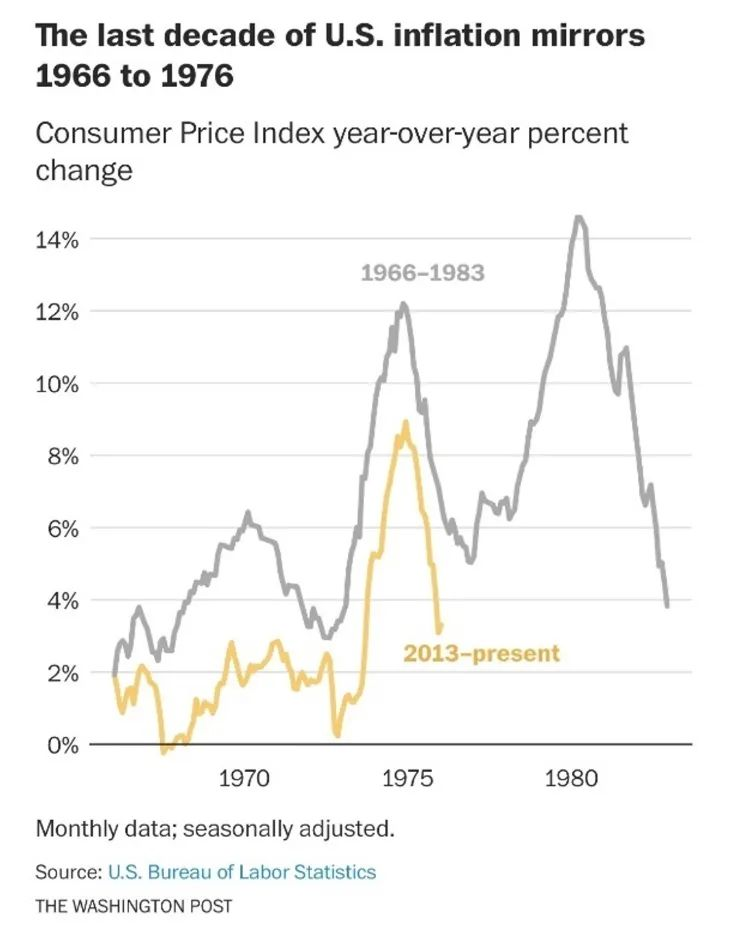 The last decade of U.S. inflation mirrors
1966 to 1976
Consumer Price Index year-over-year percent
change
14%
1966–1983
12%
10%
8%
6%
4%
2013–present
2%
0%
1970 1975 1980
Monthly data; seasonally adjusted.
Source: U.S. Bureau of Labor Statistics
THE WASHINGTON POST